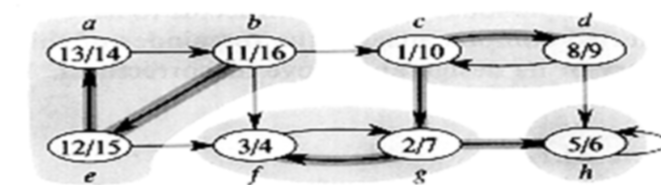 a b c d
13/14 11/16 1/10 8/9
12/15 3/4 2/7 5/6
e f g h